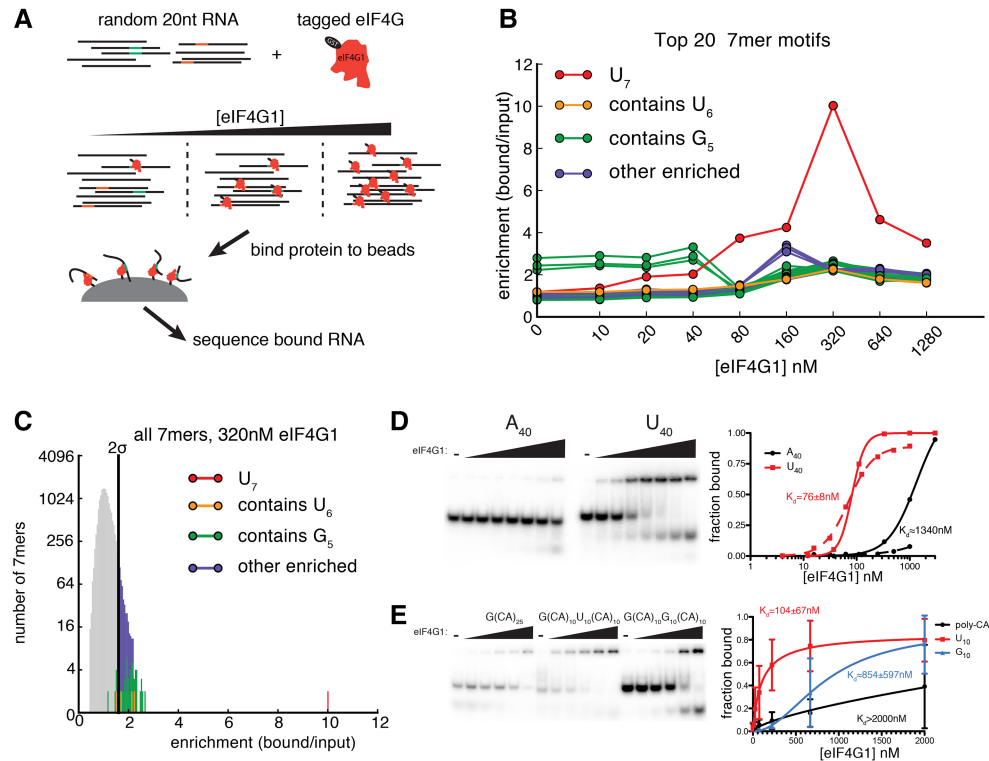 A
random 20nt RNA
+
tagged eIF4G
GST
eIF4G1
[eIF4G1]
bind protein to beads
sequence bound RNA
B
Top 20 7mer motifs
enrichment (bound/input)
12
10
8
6
4
2
0
U7
contains U6
contains G5
other enriched
0 10 20 40 80 160 320 640 1280
[eIF4G1] nM
C
all 7mers, 320nM eIF4G1
2σ
number of 7mers
4096
1024
256
64
16
4
0
U7
contains U6
contains G5
other enriched
0 2 4 6 8 10 12
enrichment (bound/input)
D
A40 U40
eIF4G1: - -
fraction bound
1.00
0.75
0.50
0.25
0.00
A40
U40
Kd=76±8nM
Kd≈1340nM
1 10 100 1000
[eIF4G1] nM
E
G(CA)25 G(CA)10U10(CA)10 G(CA)10G10(CA)10
eIF4G1: - - -
fraction bound
1.0
0.8
0.6
0.4
0.2
0.0
Kd=104±67nM
poly-CA
U10
G10
Kd≈854±597nM
Kd>2000nM
0 500 1000 1500 2000
[eIF4G1] nM